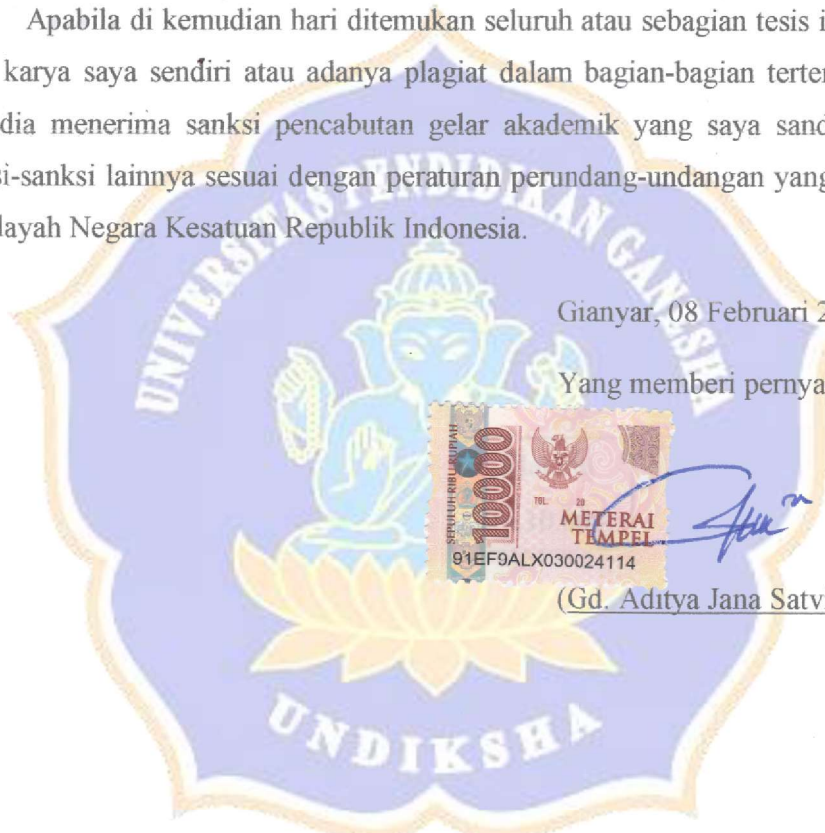 Apabila di kemudian hari ditemukan seluruh atau sebagian tesis i
karya saya sendiri atau adanya plagiat dalam bagian-bagian terter
dia menerima sanksi pencabutan gelar akademik yang saya sand
si-sanksi lainnya sesuai dengan peraturan perundang-undangan yang
layah Negara Kesatuan Republik Indonesia.
UNIVERSITAS PENDIDIKAN GANESHA
Gianyar, 08 Februari 2
Yang memberi pernya
SEPULUH RIBU RUPIAH
10000
TGL. 20
METERAI
TEMPEL
91EF9ALX030024114
(Gd. Aditya Jana Satvi
UNDIKSHA